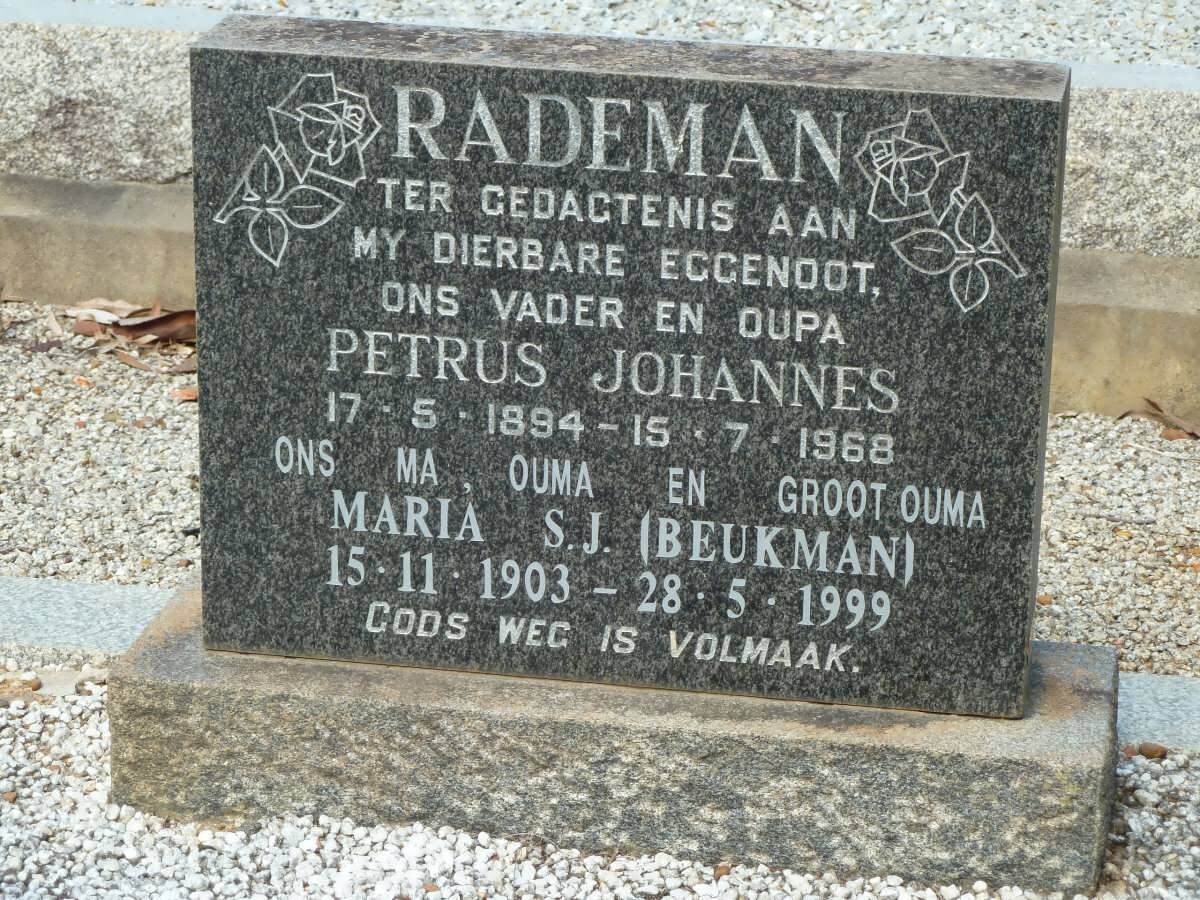 RADEMAN
TER GEDAGTENIS AAN
MY DIERBARE EGGENOOT,
ONS VADER EN OUPA
PETRUS JOHANNES
17 · 5 · 1894 – 15 · 7 · 1968
ONS MA, OUMA EN GROOT OUMA
MARIA S.J. (BEUKMAN)
15 · 11 · 1903 – 28 · 5 · 1999
GODS WEG IS VOLMAAK.